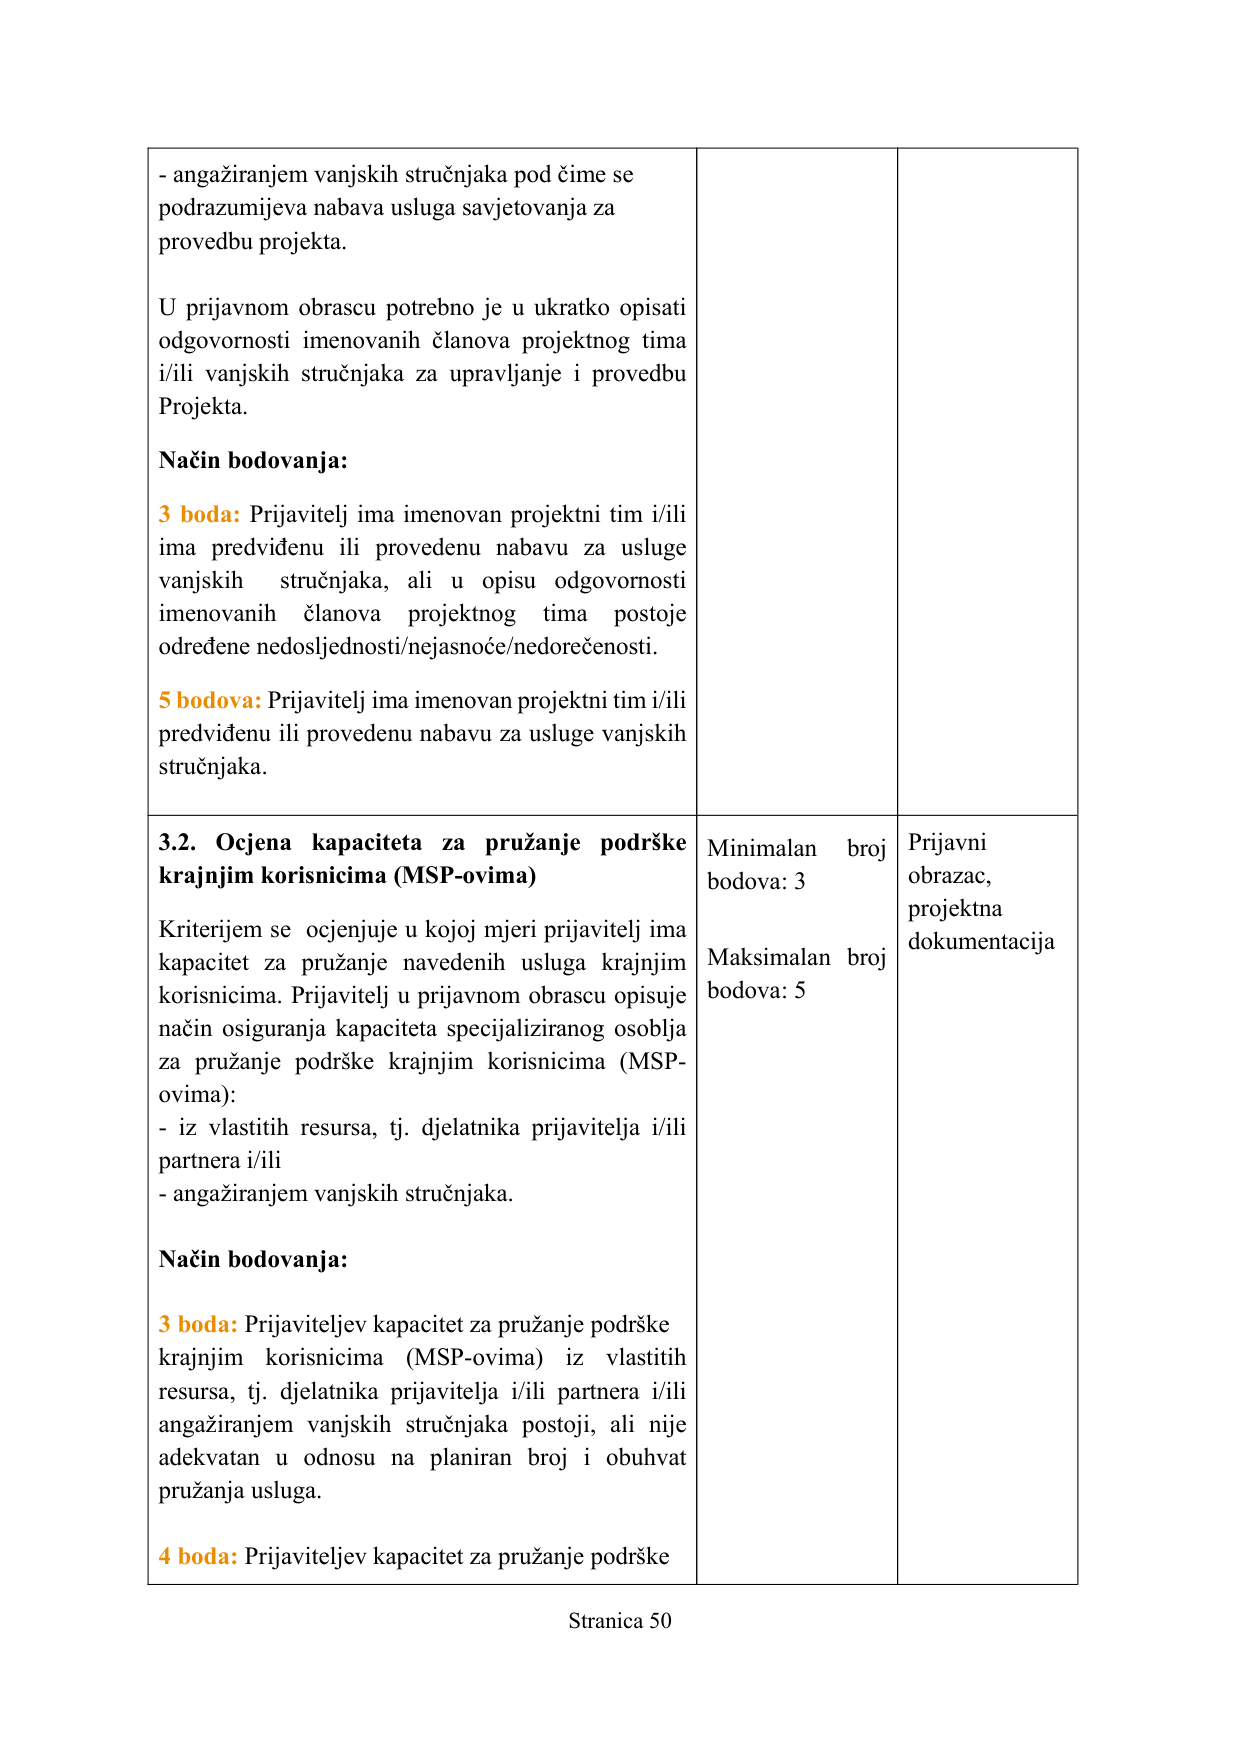 - angažiranjem vanjskih stručnjaka pod čime se
podrazumijeva nabava usluga savjetovanja za
provedbu projekta.
U prijavnom obrascu potrebno je u ukratko opisati
odgovornosti imenovanih članova projektnog tima
i/ili vanjskih stručnjaka za upravljanje i provedbu
Projekta.
Način bodovanja:
3 boda: Prijavitelj ima imenovan projektni tim i/ili
ima predviđenu ili provedenu nabavu za usluge
vanjskih stručnjaka, ali u opisu odgovornosti
imenovanih članova projektnog tima postoje
određene nedosljednosti/nejasnoće/nedorečenosti.
5 bodova: Prijavitelj ima imenovan projektni tim i/ili
predviđenu ili provedenu nabavu za usluge vanjskih
stručnjaka.
3.2. Ocjena kapaciteta za pružanje podrške
krajnjim korisnicima (MSP-ovima)
Kriterijem se ocjenjuje u kojoj mjeri prijavitelj ima
kapacitet za pružanje navedenih usluga krajnjim
korisnicima. Prijavitelj u prijavnom obrascu opisuje
način osiguranja kapaciteta specijaliziranog osoblja
za pružanje podrške krajnjim korisnicima (MSP-
ovima):
- iz vlastitih resursa, tj. djelatnika prijavitelja i/ili
partnera i/ili
- angažiranjem vanjskih stručnjaka.
Način bodovanja:
3 boda: Prijaviteljev kapacitet za pružanje podrške
krajnjim korisnicima (MSP-ovima) iz vlastitih
resursa, tj. djelatnika prijavitelja i/ili partnera i/ili
angažiranjem vanjskih stručnjaka postoji, ali nije
adekvatan u odnosu na planiran broj i obuhvat
pružanja usluga.
4 boda: Prijaviteljev kapacitet za pružanje podrške
Minimalan broj
bodova: 3
Maksimalan broj
bodova: 5
Prijavni
obrazac,
projektna
dokumentacija
Stranica 50